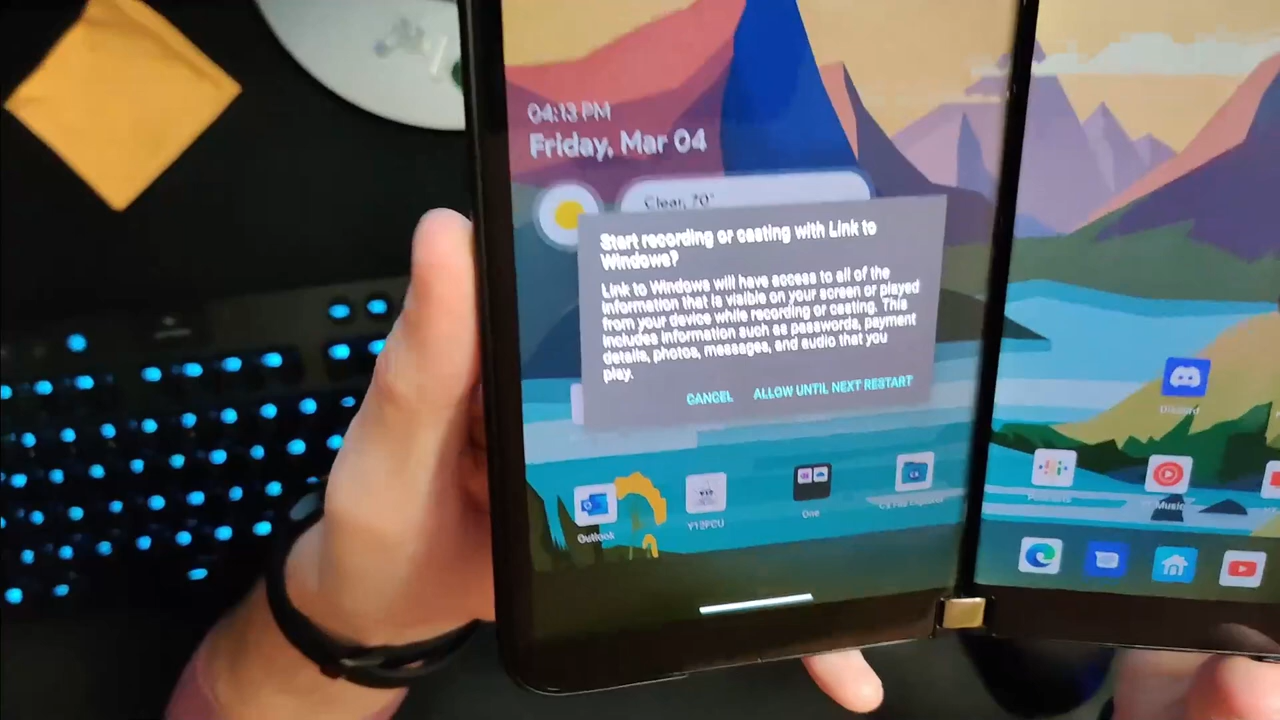 04:13 PM
Friday, Mar 04
Clear, 70°
Start recording or casting with Link to
Windows?
Link to Windows will have access to all of the
information that is visible on your screen or played
from your device while recording or casting. This
includes information such as passwords, payment
details, photos, messages, and audio that you
play.
CANCEL
ALLOW UNTIL NEXT RESTART
Discord
Outlook
One
Music